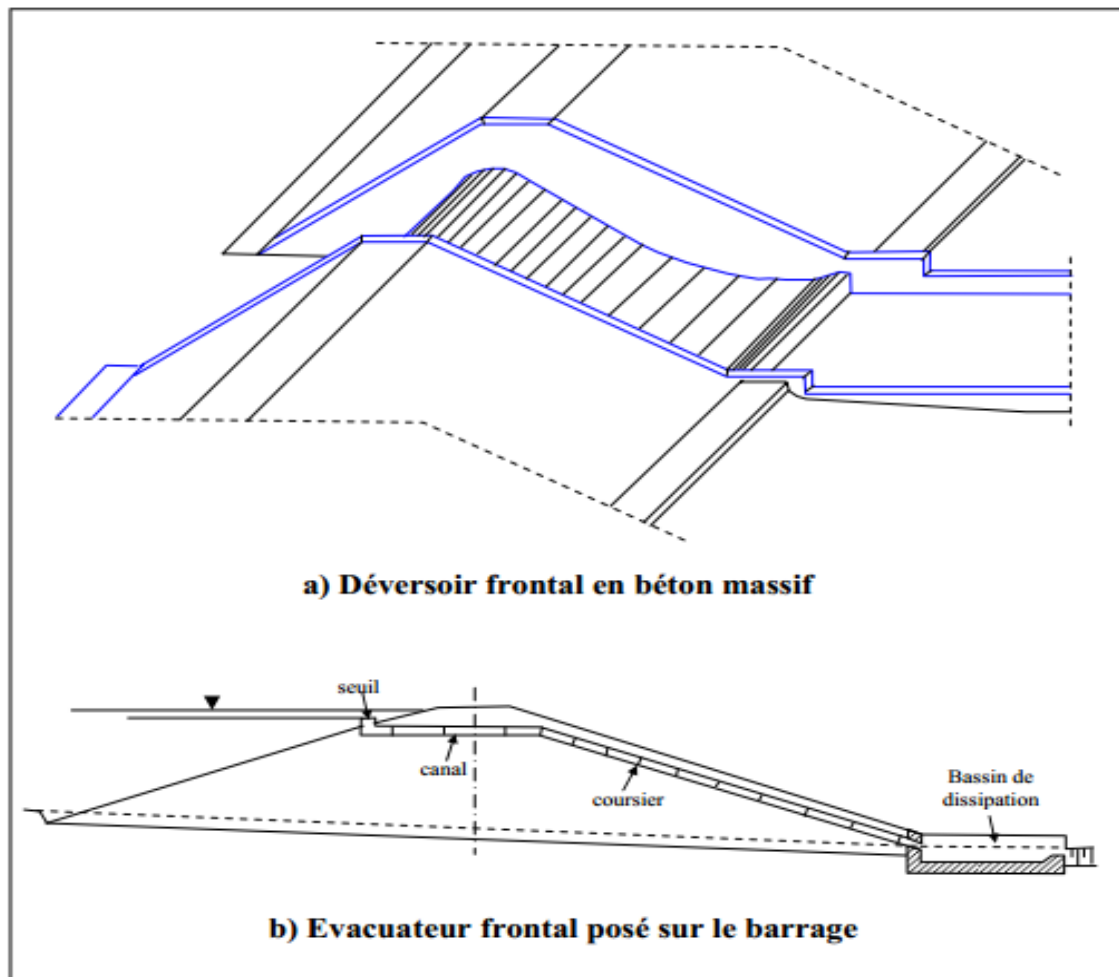 a) Déversoir frontal en béton massif
seuil
canal
coursier
Bassin de
dissipation
b) Evacuateur frontal posé sur le barrage